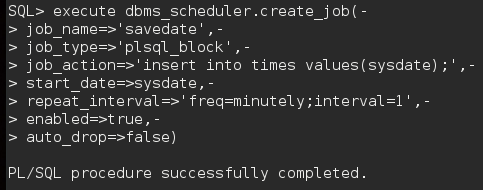 SQL> execute dbms_scheduler.create_job(-
> job_name=>'savedate',-
> job_type=>'plsql_block',-
> job_action=>'insert into times values(sysdate);',-
> start_date=>sysdate,-
> repeat_interval=>'freq=minutely;interval=1',-
> enabled=>true,-
> auto_drop=>false)
PL/SQL procedure successfully completed.